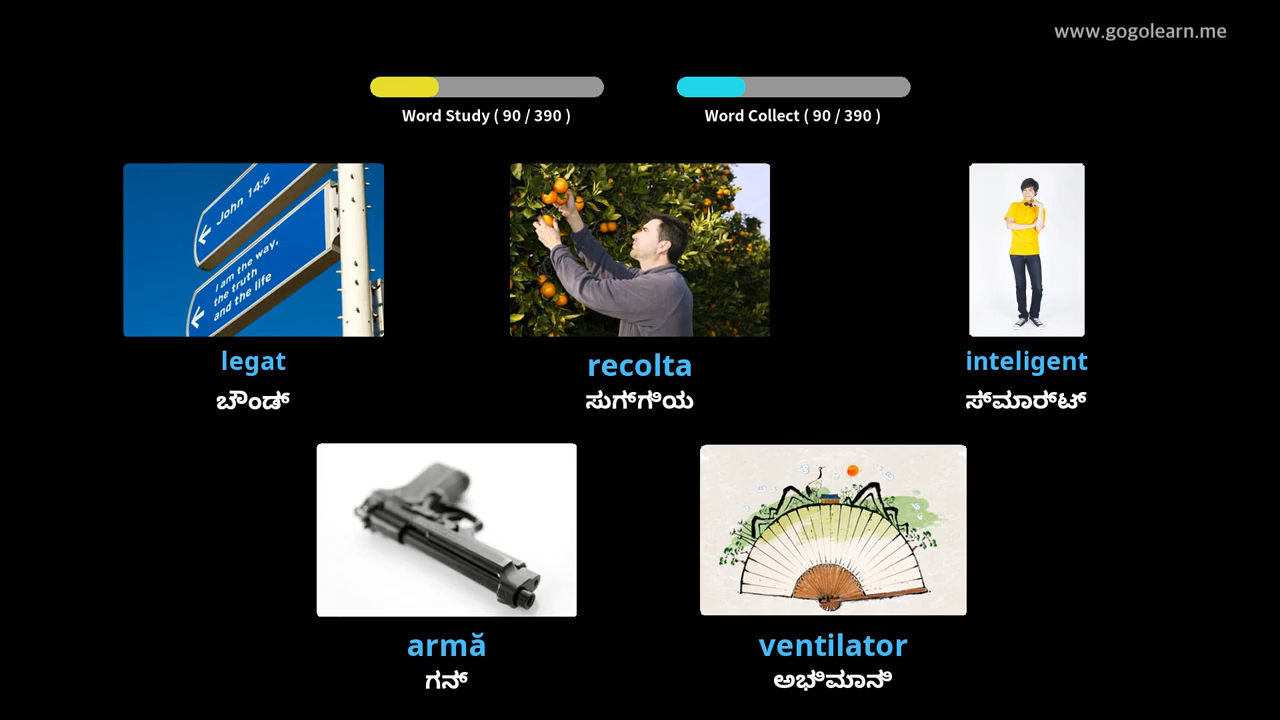 www.gogolearn.me
Word Study ( 90 / 390 )
Word Collect ( 90 / 390 )
John 14:6
I am the way,
the truth
and the life
legat
ಬೌಂಡ್
recolta
ಸುಗ್ಗಿಯ
inteligent
ಸ್ಮಾರ್ಟ್
armă
ಗನ್
ventilator
ಅಭಿಮಾನಿ